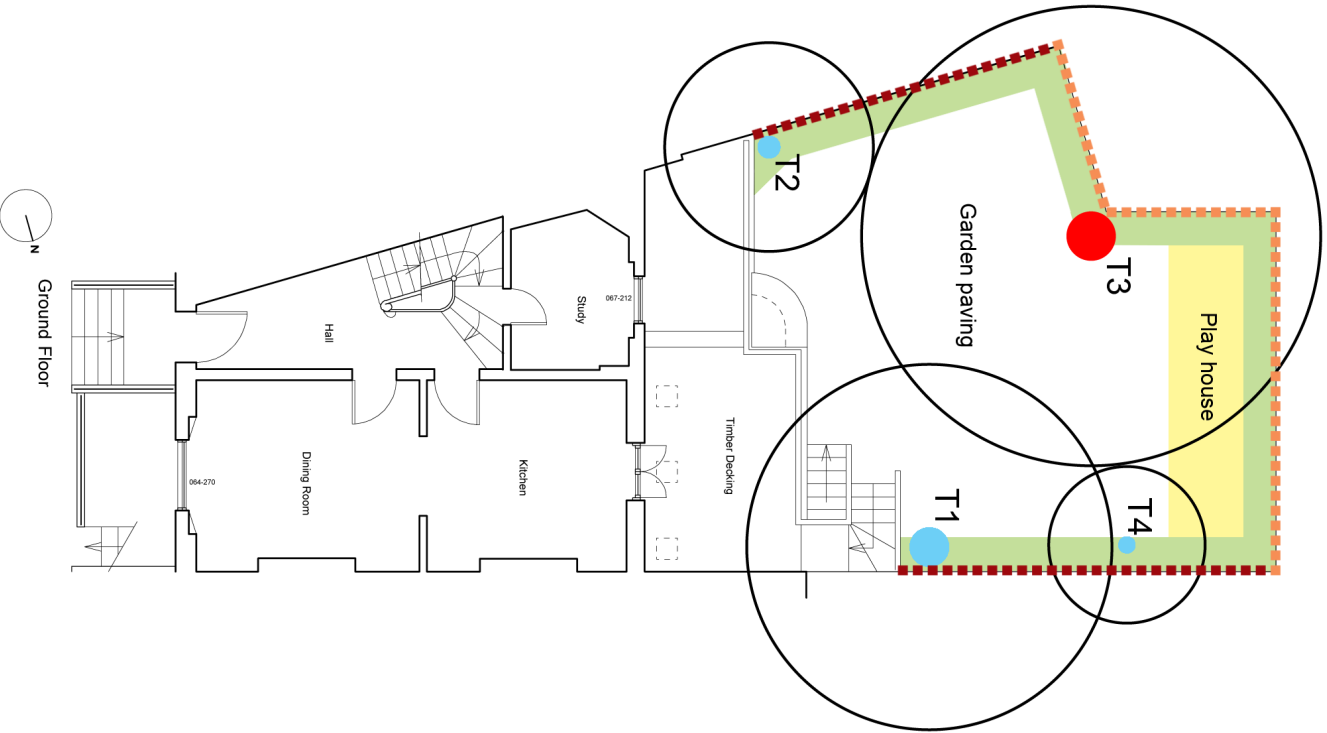 T2
T3
Garden paving
Play house
T1
T4
N
Ground Floor
Hall
Study
067-212
Dining Room
064-270
Kitchen
Timber Decking